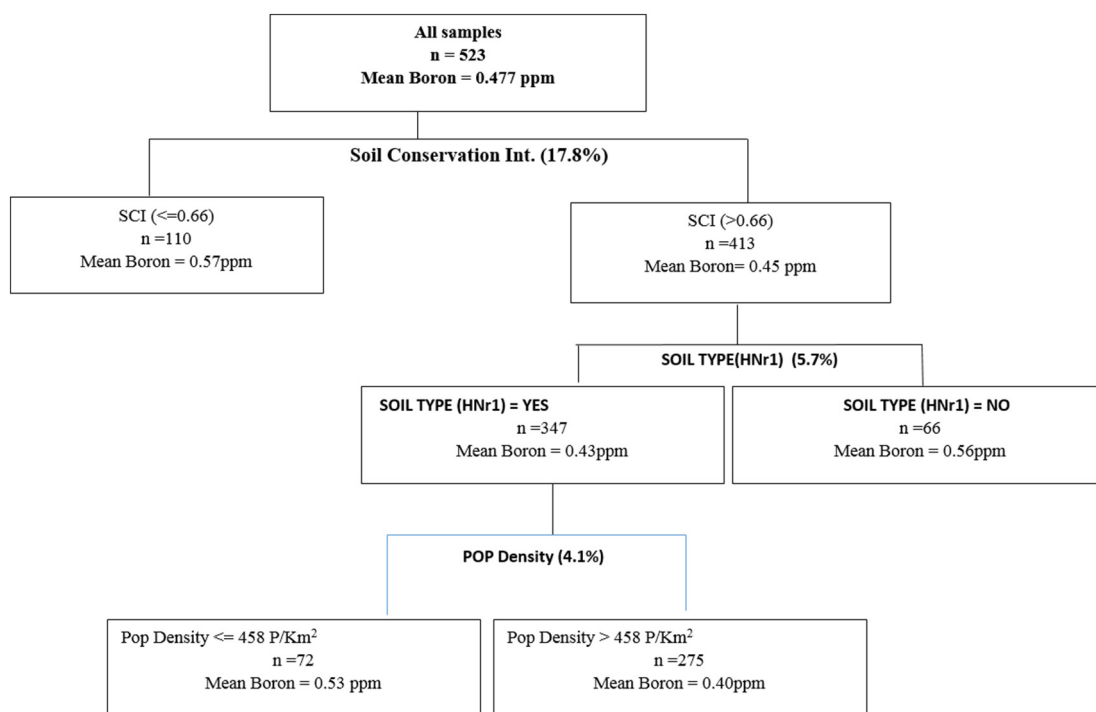 All samples
n = 523
Mean Boron = 0.477 ppm
Soil Conservation Int. (17.8%)
SCI (<=0.66)
n =110
Mean Boron = 0.57ppm
SCI (>0.66)
n =413
Mean Boron= 0.45 ppm
SOIL TYPE(HNr1) (5.7%)
SOIL TYPE (HNr1) = YES
n =347
Mean Boron = 0.43ppm
SOIL TYPE (HNr1) = NO
n =66
Mean Boron = 0.56ppm
POP Density (4.1%)
Pop Density <= 458 P/Km²
n =72
Mean Boron = 0.53 ppm
Pop Density > 458 P/Km²
n =275
Mean Boron = 0.40ppm